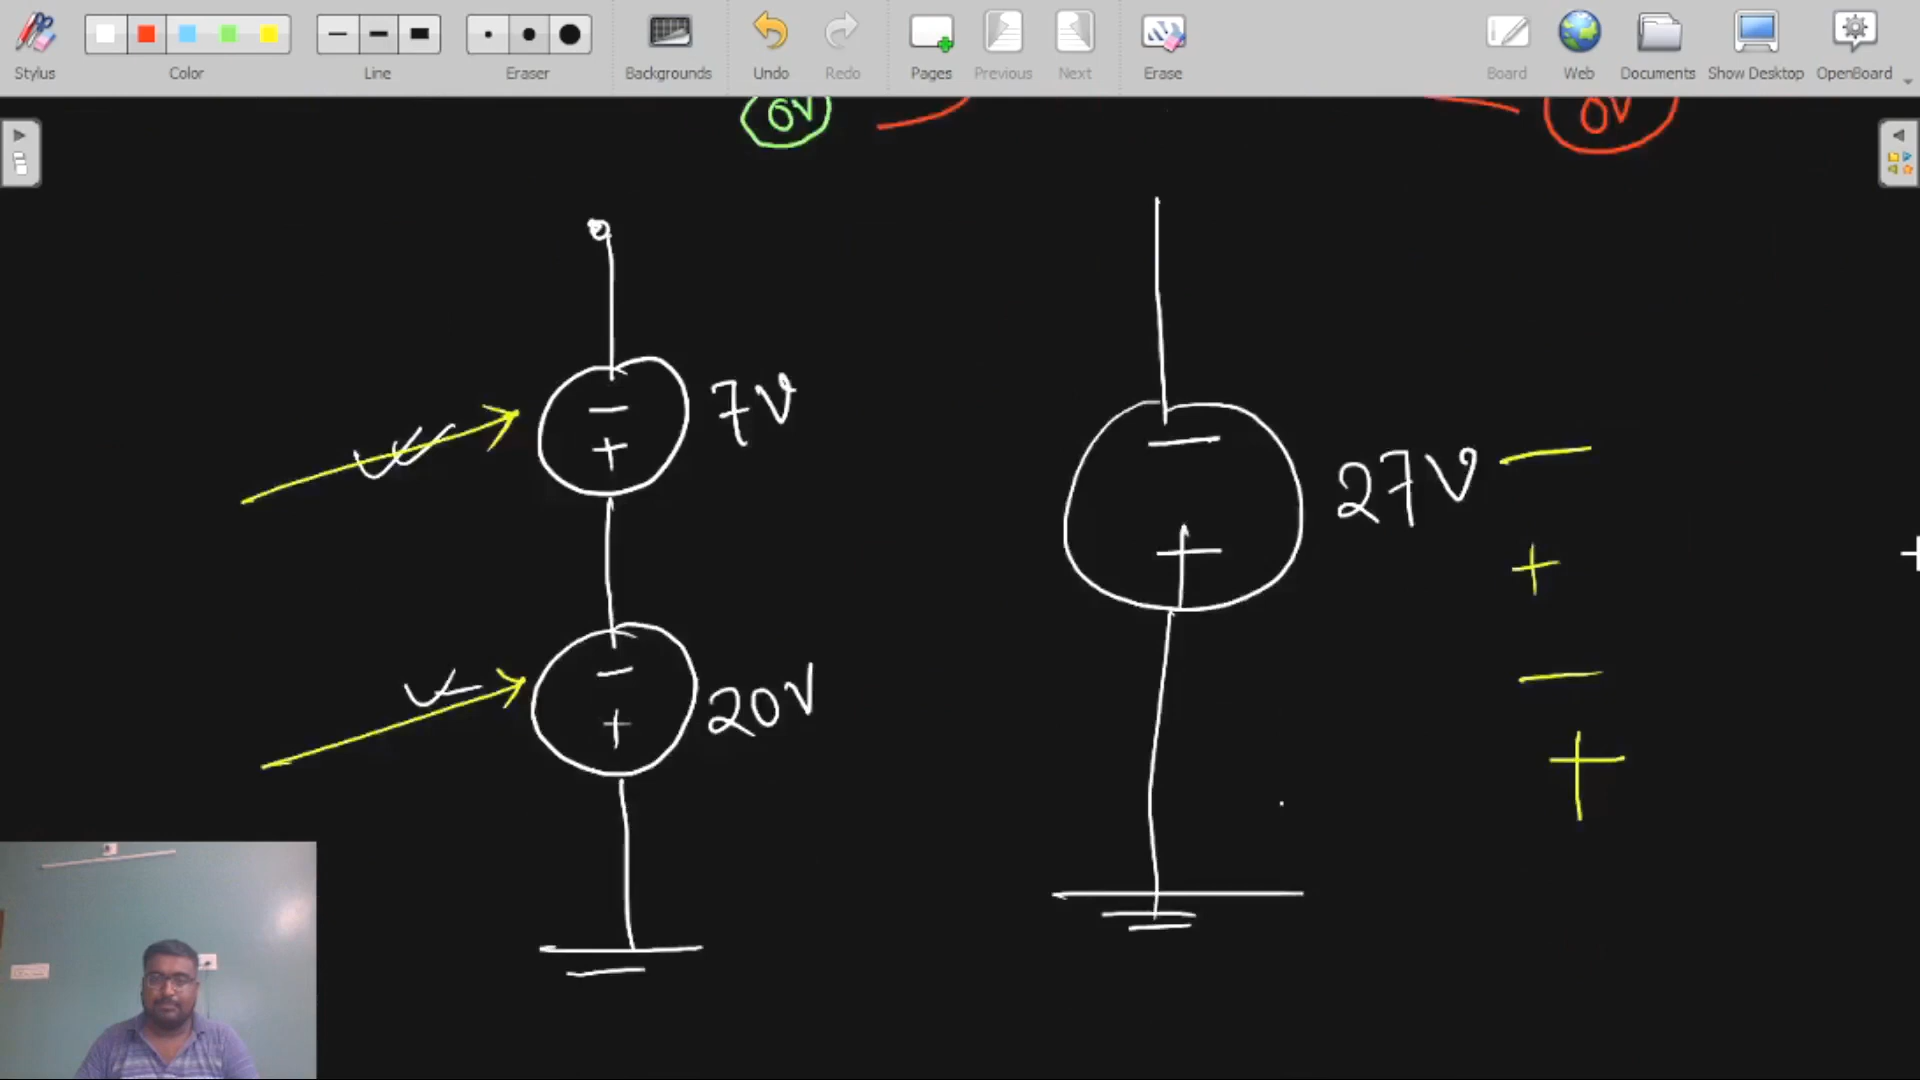 Stylus Color Line Eraser Backgrounds Undo Redo Pages Previous Next Erase Board Web Documents Show Desktop OpenBoard
0V 0V
−
+ 7V
−
+ 20V
−
+ 27V
−
+
−
+